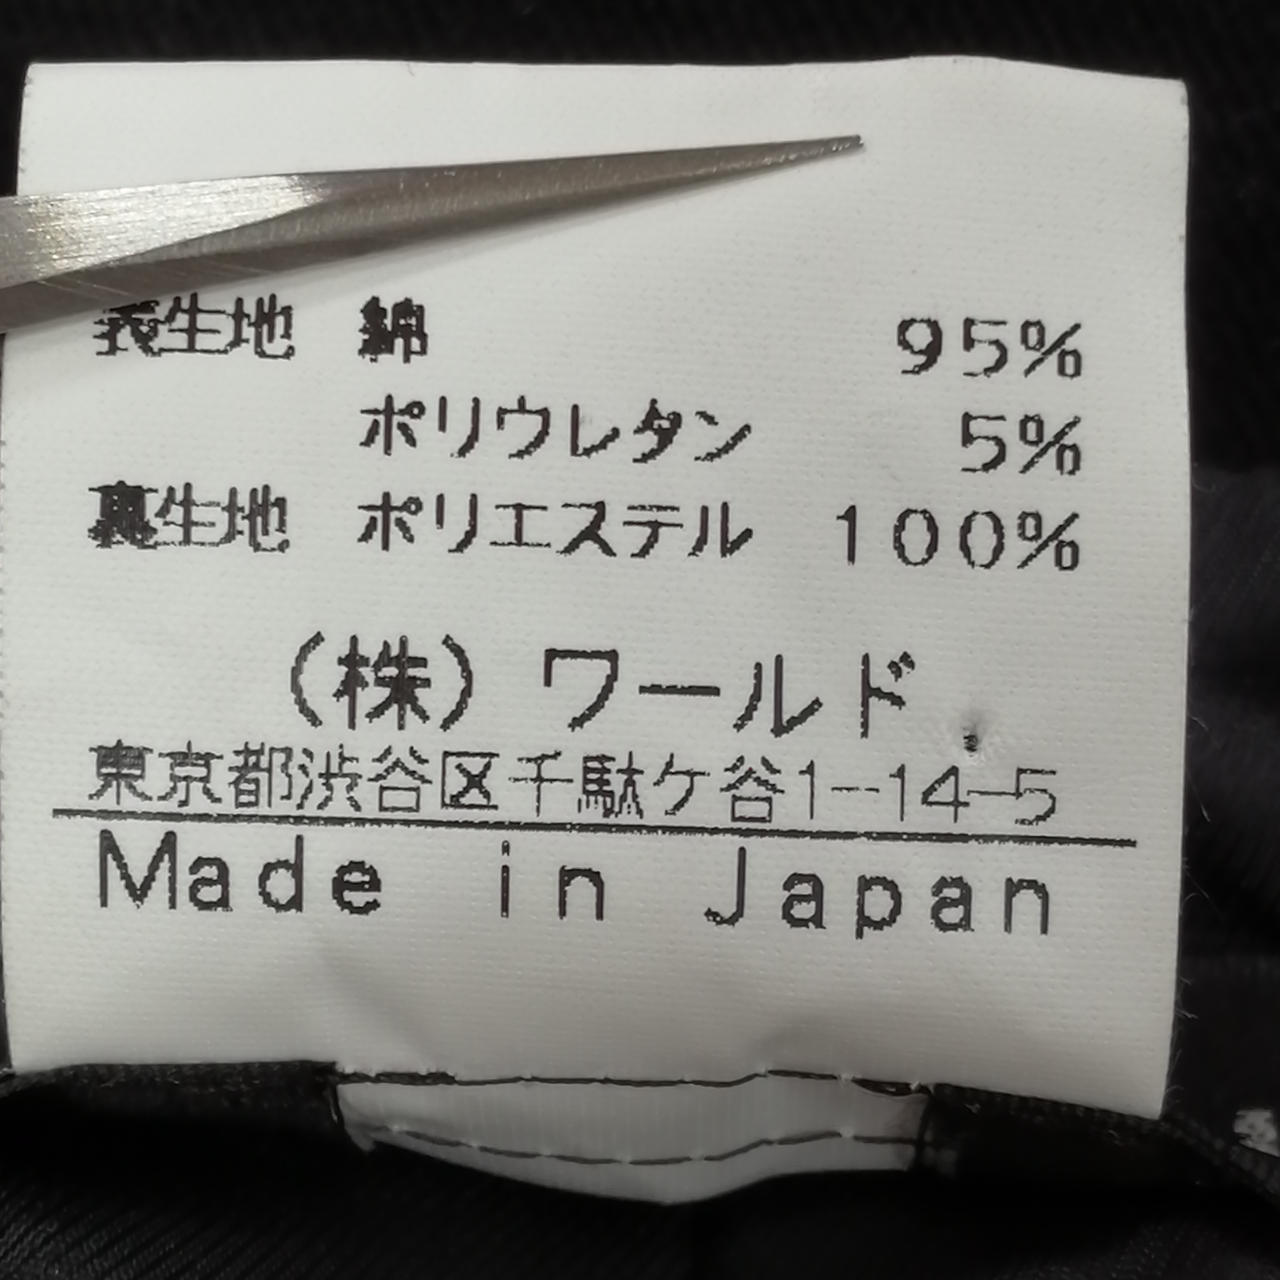 表生地 綿 95%
ポリウレタン 5%
裏生地 ポリエステル 100%
(株)ワールド
東京都渋谷区千駄ケ谷1-14-5
Made in Japan